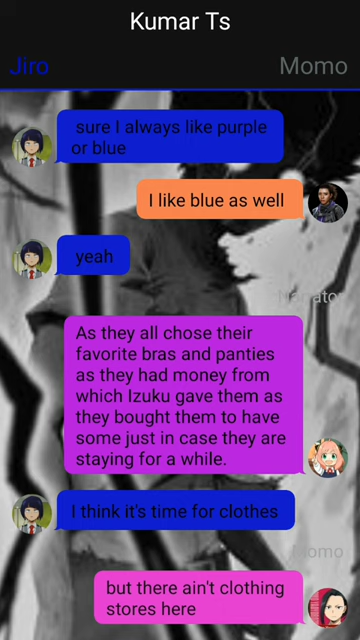 Kumar Ts
Jiro
Momo
sure I always like purple
or blue
I like blue as well
yeah
Narrator
As they all chose their
favorite bras and panties
as they had money from
which Izuku gave them as
they bought them to have
some just in case they are
staying for a while.
I think it's time for clothes
Momo
but there ain't clothing
stores here